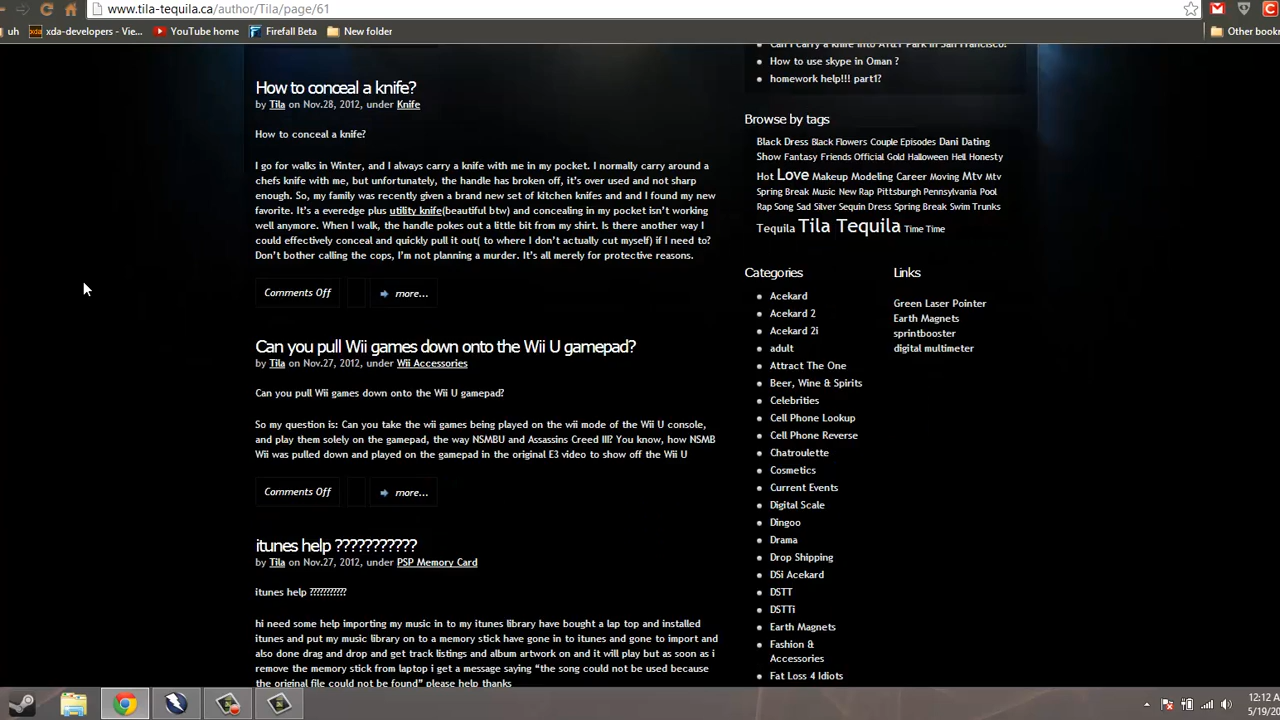 www.tila-tequila.ca/author/Tila/page/61
uh xda-developers - Vie... YouTube home Firefall Beta New folder Other book
Can I carry a knife into AT&T Park in San Francisco?
How to use skype in Oman ?
homework help!!! part1?
How to conceal a knife?
by Tila on Nov.28, 2012, under Knife
How to conceal a knife?
I go for walks in Winter, and I always carry a knife with me in my pocket. I normally carry around a
chefs knife with me, but unfortunately, the handle has broken off, it's over used and not sharp
enough. So, my family was recently given a brand new set of kitchen knifes and and I found my new
favorite. It's a everedge plus utility knife(beautiful btw) and concealing in my pocket isn't working
well anymore. When I walk, the handle pokes out a little bit from my shirt. Is there another way I
could effectively conceal and quickly pull it out( to where I don't actually cut myself) if I need to?
Don't bother calling the cops, I'm not planning a murder. It's all merely for protective reasons.
Comments Off more...
Can you pull Wii games down onto the Wii U gamepad?
by Tila on Nov.27, 2012, under Wii Accessories
Can you pull Wii games down onto the Wii U gamepad?
So my question is: Can you take the wii games being played on the wii mode of the Wii U console,
and play them solely on the gamepad, the way NSMBU and Assassins Creed III? You know, how NSMB
Wii was pulled down and played on the gamepad in the original E3 video to show off the Wii U
Comments Off more...
itunes help ???????????
by Tila on Nov.27, 2012, under PSP Memory Card
itunes help ???????????
hi need some help importing my music in to my itunes library have bought a lap top and installed
itunes and put my music library on to a memory stick have gone in to itunes and gone to import and
also done drag and drop and get track listings and album artwork on and it will play but as soon as i
remove the memory stick from laptop i get a message saying “the song could not be used because
the original file could not be found” please help thanks
Browse by tags
Black Dress Black Flowers Couple Episodes Dani Dating
Show Fantasy Friends Official Gold Halloween Hell Honesty
Hot Love Makeup Modeling Career Moving Mtv Mtv
Spring Break Music New Rap Pittsburgh Pennsylvania Pool
Rap Song Sad Silver Sequin Dress Spring Break Swim Trunks
Tequila Tila Tequila Time Time
Categories
Acekard
Acekard 2
Acekard 2i
adult
Attract The One
Beer, Wine & Spirits
Celebrities
Cell Phone Lookup
Cell Phone Reverse
Chatroulette
Cosmetics
Current Events
Digital Scale
Dingoo
Drama
Drop Shipping
DSi Acekard
DSTT
DSTTi
Earth Magnets
Fashion &
Accessories
Fat Loss 4 Idiots
Links
Green Laser Pointer
Earth Magnets
sprintbooster
digital multimeter
12:12 A
5/19/20